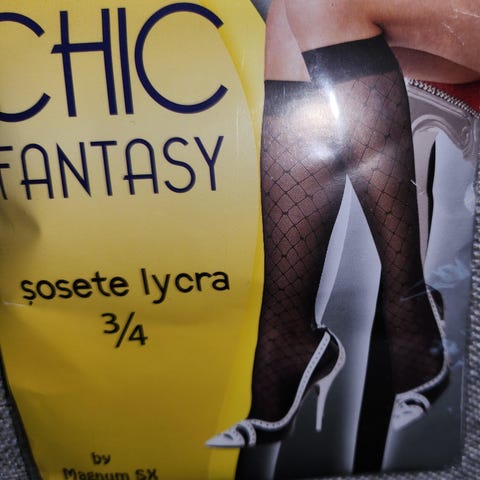 CHIC
FANTASY
șosete lycra
3/4
by
Magnum SX